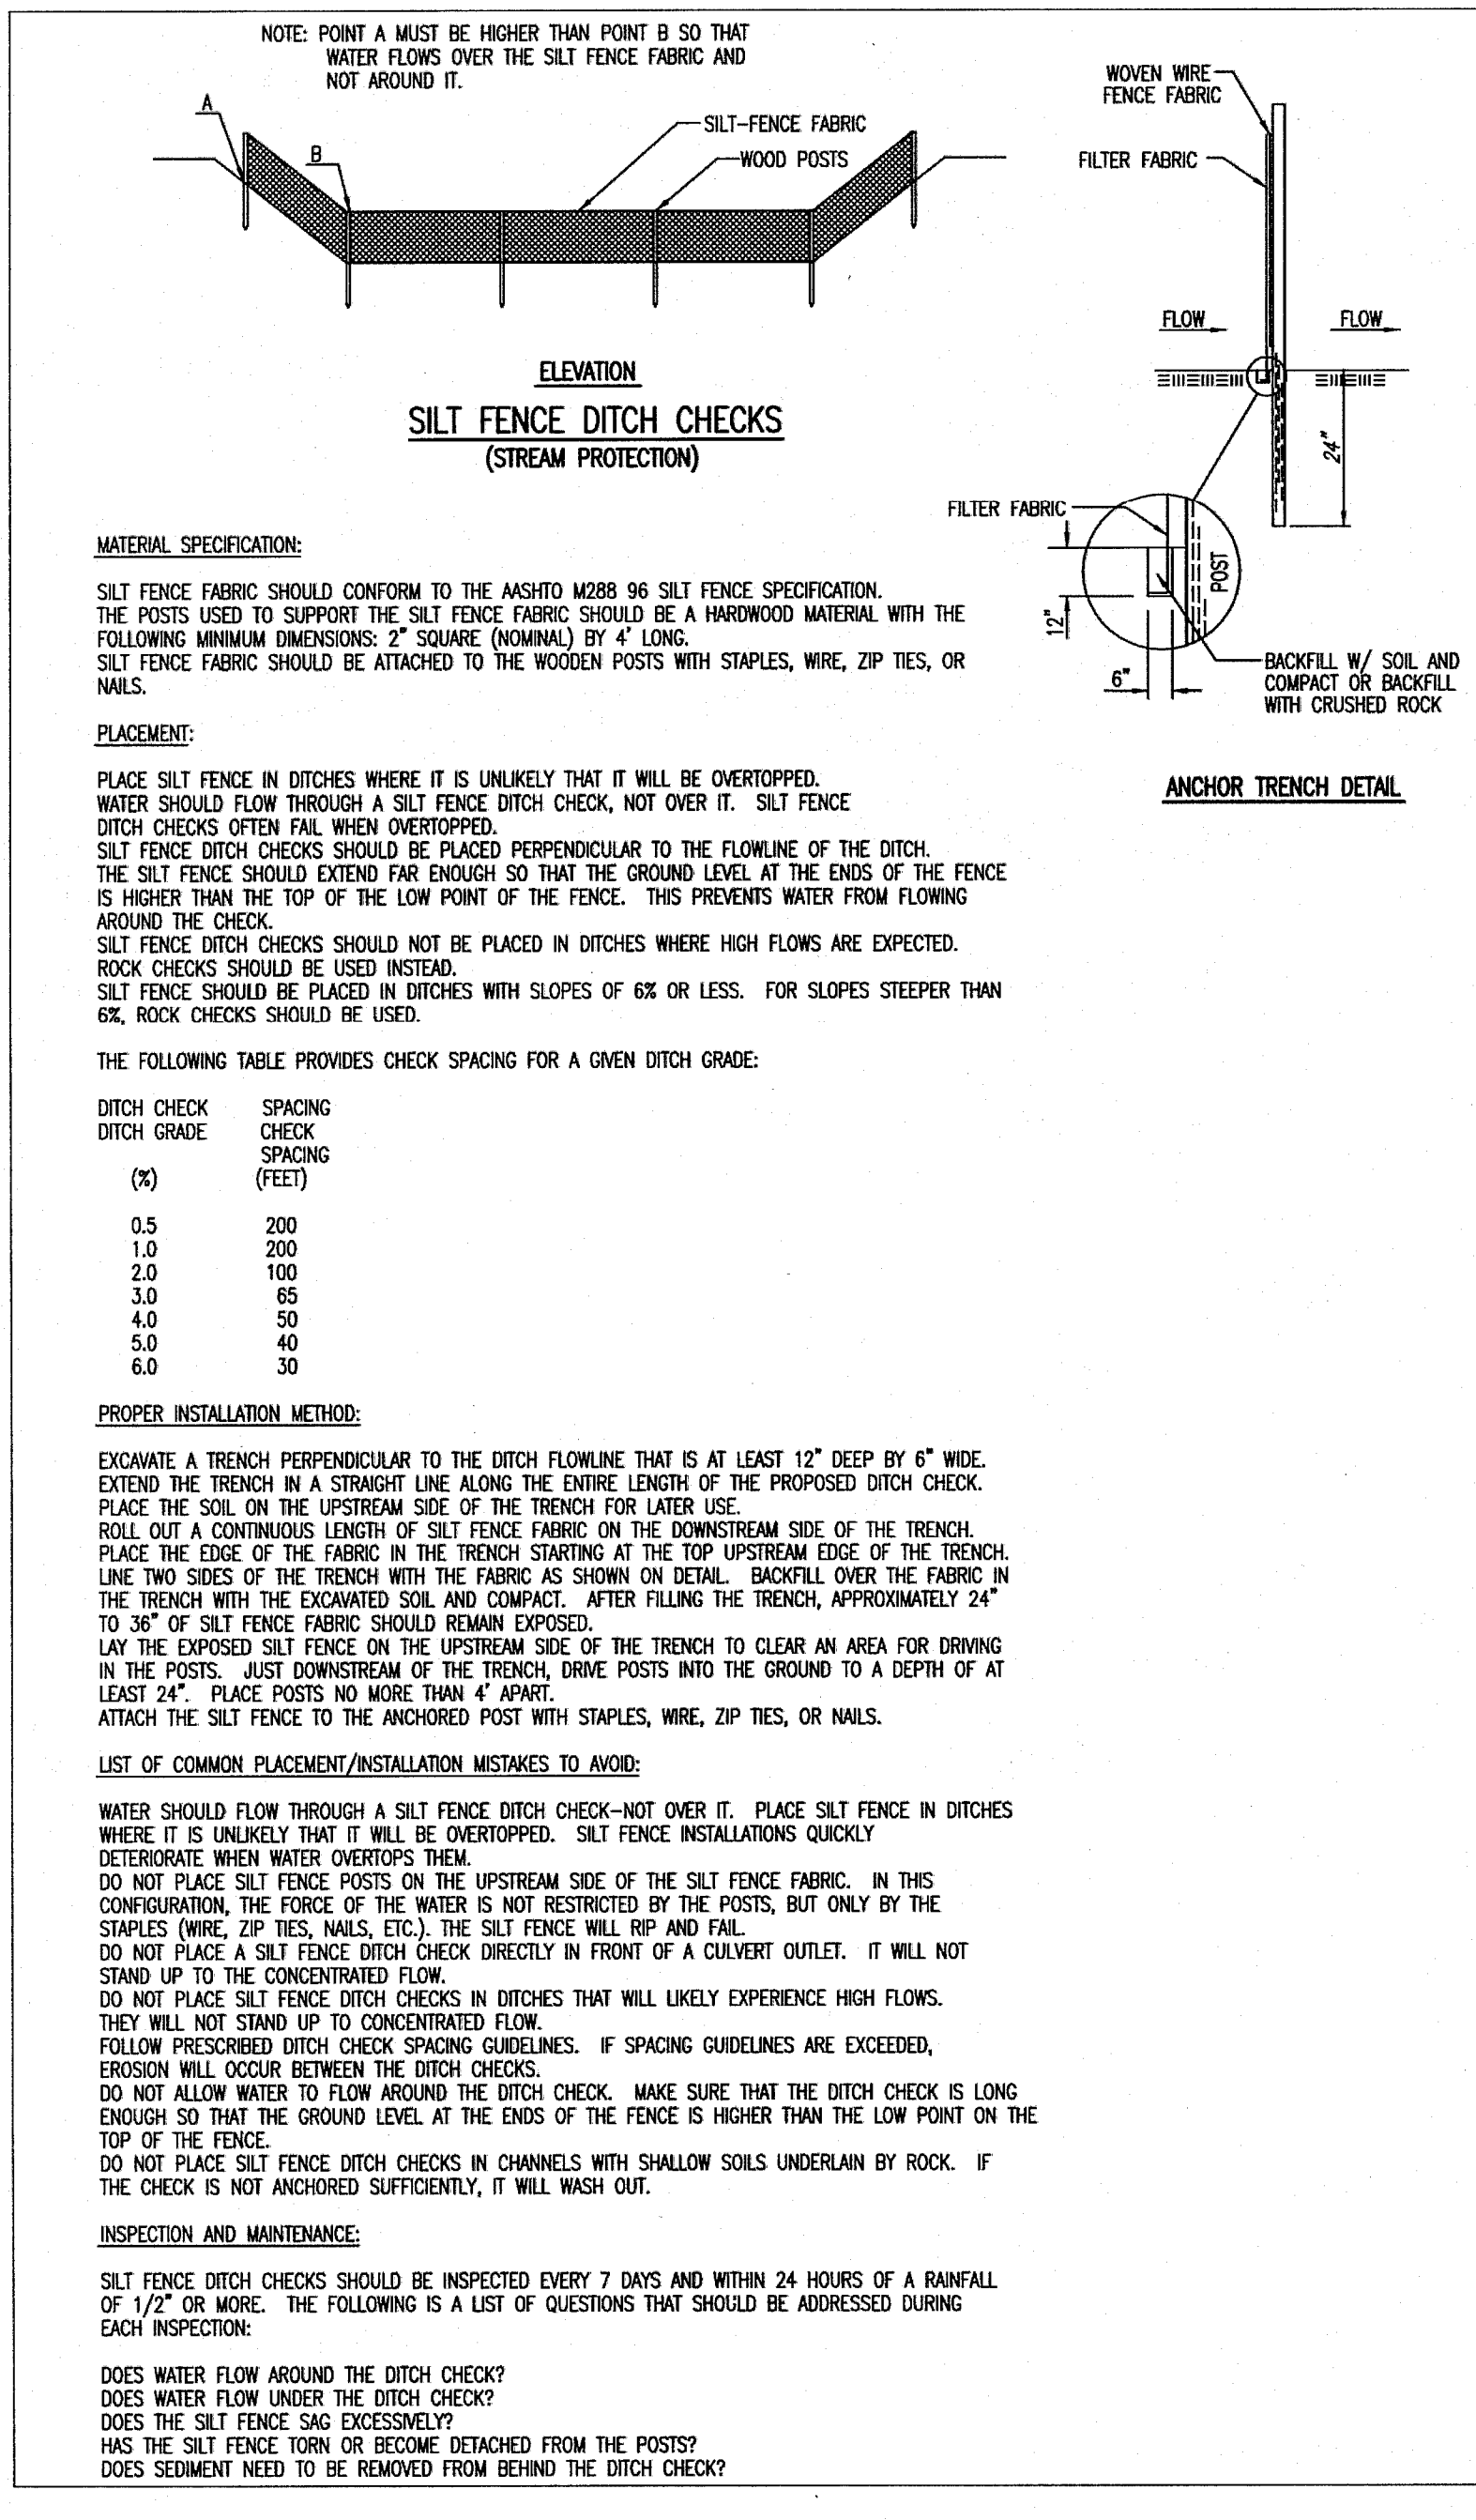 NOTE: POINT A MUST BE HIGHER THAN POINT B SO THAT
WATER FLOWS OVER THE SILT FENCE FABRIC AND
NOT AROUND IT.
A
B
SILT-FENCE FABRIC
WOOD POSTS
ELEVATION
SILT FENCE DITCH CHECKS
(STREAM PROTECTION)
WOVEN WIRE
FENCE FABRIC
FILTER FABRIC
FLOW
FLOW
24"
FILTER FABRIC
POST
12"
6"
BACKFILL W/ SOIL AND
COMPACT OR BACKFILL
WITH CRUSHED ROCK
ANCHOR TRENCH DETAIL
MATERIAL SPECIFICATION:
SILT FENCE FABRIC SHOULD CONFORM TO THE AASHTO M288 96 SILT FENCE SPECIFICATION.
THE POSTS USED TO SUPPORT THE SILT FENCE FABRIC SHOULD BE A HARDWOOD MATERIAL WITH THE
FOLLOWING MINIMUM DIMENSIONS: 2" SQUARE (NOMINAL) BY 4' LONG.
SILT FENCE FABRIC SHOULD BE ATTACHED TO THE WOODEN POSTS WITH STAPLES, WIRE, ZIP TIES, OR
NAILS.
PLACEMENT:
PLACE SILT FENCE IN DITCHES WHERE IT IS UNLIKELY THAT IT WILL BE OVERTOPPED.
WATER SHOULD FLOW THROUGH A SILT FENCE DITCH CHECK, NOT OVER IT. SILT FENCE
DITCH CHECKS OFTEN FAIL WHEN OVERTOPPED.
SILT FENCE DITCH CHECKS SHOULD BE PLACED PERPENDICULAR TO THE FLOWLINE OF THE DITCH.
THE SILT FENCE SHOULD EXTEND FAR ENOUGH SO THAT THE GROUND LEVEL AT THE ENDS OF THE FENCE
IS HIGHER THAN THE TOP OF THE LOW POINT OF THE FENCE. THIS PREVENTS WATER FROM FLOWING
AROUND THE CHECK.
SILT FENCE DITCH CHECKS SHOULD NOT BE PLACED IN DITCHES WHERE HIGH FLOWS ARE EXPECTED.
ROCK CHECKS SHOULD BE USED INSTEAD.
SILT FENCE SHOULD BE PLACED IN DITCHES WITH SLOPES OF 6% OR LESS. FOR SLOPES STEEPER THAN
6%, ROCK CHECKS SHOULD BE USED.
THE FOLLOWING TABLE PROVIDES CHECK SPACING FOR A GIVEN DITCH GRADE:
DITCH CHECK SPACING
DITCH GRADE CHECK
SPACING
(%) (FEET)
0.5 200
1.0 200
2.0 100
3.0 65
4.0 50
5.0 40
6.0 30
PROPER INSTALLATION METHOD:
EXCAVATE A TRENCH PERPENDICULAR TO THE DITCH FLOWLINE THAT IS AT LEAST 12" DEEP BY 6" WIDE.
EXTEND THE TRENCH IN A STRAIGHT LINE ALONG THE ENTIRE LENGTH OF THE PROPOSED DITCH CHECK.
PLACE THE SOIL ON THE UPSTREAM SIDE OF THE TRENCH FOR LATER USE.
ROLL OUT A CONTINUOUS LENGTH OF SILT FENCE FABRIC ON THE DOWNSTREAM SIDE OF THE TRENCH.
PLACE THE EDGE OF THE FABRIC IN THE TRENCH STARTING AT THE TOP UPSTREAM EDGE OF THE TRENCH.
LINE TWO SIDES OF THE TRENCH WITH THE FABRIC AS SHOWN ON DETAIL. BACKFILL OVER THE FABRIC IN
THE TRENCH WITH THE EXCAVATED SOIL AND COMPACT. AFTER FILLING THE TRENCH, APPROXIMATELY 24"
TO 36" OF SILT FENCE FABRIC SHOULD REMAIN EXPOSED.
LAY THE EXPOSED SILT FENCE ON THE UPSTREAM SIDE OF THE TRENCH TO CLEAR AN AREA FOR DRIVING
IN THE POSTS. JUST DOWNSTREAM OF THE TRENCH, DRIVE POSTS INTO THE GROUND TO A DEPTH OF AT
LEAST 24". PLACE POSTS NO MORE THAN 4' APART.
ATTACH THE SILT FENCE TO THE ANCHORED POST WITH STAPLES, WIRE, ZIP TIES, OR NAILS.
LIST OF COMMON PLACEMENT/INSTALLATION MISTAKES TO AVOID:
WATER SHOULD FLOW THROUGH A SILT FENCE DITCH CHECK-NOT OVER IT. PLACE SILT FENCE IN DITCHES
WHERE IT IS UNLIKELY THAT IT WILL BE OVERTOPPED. SILT FENCE INSTALLATIONS QUICKLY
DETERIORATE WHEN WATER OVERTOPS THEM.
DO NOT PLACE SILT FENCE POSTS ON THE UPSTREAM SIDE OF THE SILT FENCE FABRIC. IN THIS
CONFIGURATION, THE FORCE OF THE WATER IS NOT RESTRICTED BY THE POSTS, BUT ONLY BY THE
STAPLES (WIRE, ZIP TIES, NAILS, ETC.). THE SILT FENCE WILL RIP AND FAIL.
DO NOT PLACE A SILT FENCE DITCH CHECK DIRECTLY IN FRONT OF A CULVERT OUTLET. IT WILL NOT
STAND UP TO THE CONCENTRATED FLOW.
DO NOT PLACE SILT FENCE DITCH CHECKS IN DITCHES THAT WILL LIKELY EXPERIENCE HIGH FLOWS.
THEY WILL NOT STAND UP TO CONCENTRATED FLOW.
FOLLOW PRESCRIBED DITCH CHECK SPACING GUIDELINES. IF SPACING GUIDELINES ARE EXCEEDED,
EROSION WILL OCCUR BETWEEN THE DITCH CHECKS.
DO NOT ALLOW WATER TO FLOW AROUND THE DITCH CHECK. MAKE SURE THAT THE DITCH CHECK IS LONG
ENOUGH SO THAT THE GROUND LEVEL AT THE ENDS OF THE FENCE IS HIGHER THAN THE LOW POINT ON THE
TOP OF THE FENCE.
DO NOT PLACE SILT FENCE DITCH CHECKS IN CHANNELS WITH SHALLOW SOILS UNDERLAIN BY ROCK. IF
THE CHECK IS NOT ANCHORED SUFFICIENTLY, IT WILL WASH OUT.
INSPECTION AND MAINTENANCE:
SILT FENCE DITCH CHECKS SHOULD BE INSPECTED EVERY 7 DAYS AND WITHIN 24 HOURS OF A RAINFALL
OF 1/2" OR MORE. THE FOLLOWING IS A LIST OF QUESTIONS THAT SHOULD BE ADDRESSED DURING
EACH INSPECTION:
DOES WATER FLOW AROUND THE DITCH CHECK?
DOES WATER FLOW UNDER THE DITCH CHECK?
DOES THE SILT FENCE SAG EXCESSIVELY?
HAS THE SILT FENCE TORN OR BECOME DETACHED FROM THE POSTS?
DOES SEDIMENT NEED TO BE REMOVED FROM BEHIND THE DITCH CHECK?